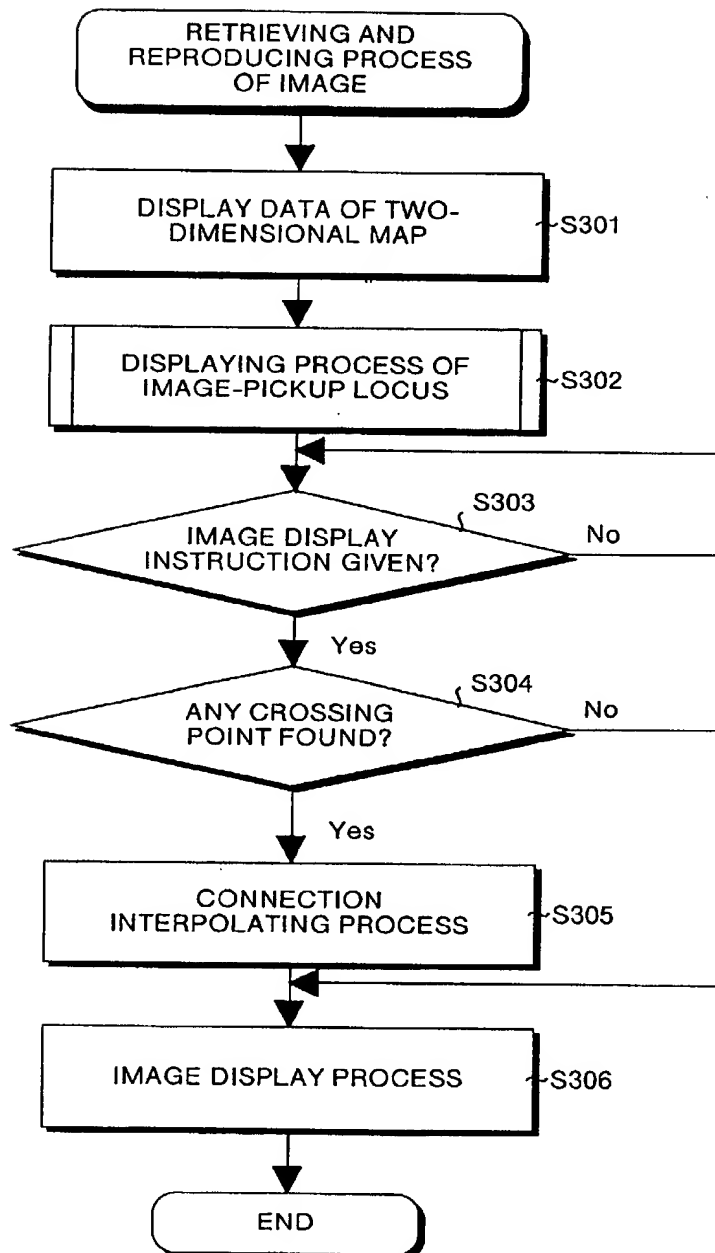 RETRIEVING AND
REPRODUCING PROCESS
OF IMAGE
DISPLAY DATA OF TWO-
DIMENSIONAL MAP
S301
DISPLAYING PROCESS OF
IMAGE-PICKUP LOCUS
S302
S303
IMAGE DISPLAY
INSTRUCTION GIVEN?
No
Yes
S304
ANY CROSSING
POINT FOUND?
No
Yes
CONNECTION
INTERPOLATING PROCESS
S305
IMAGE DISPLAY PROCESS
S306
END